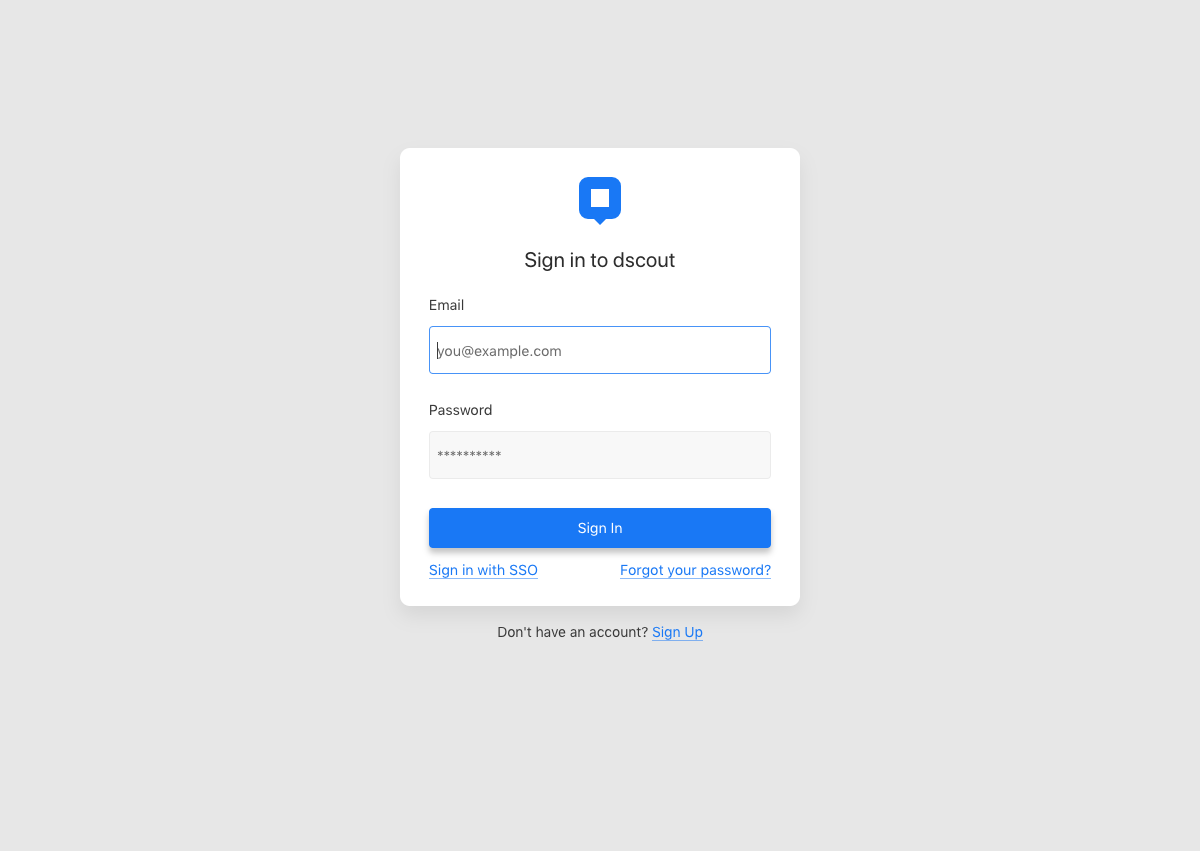 Sign in to dscout
Email
you@example.com
Password
**********
Sign In
Sign in with SSO Forgot your password?
Don't have an account? Sign Up